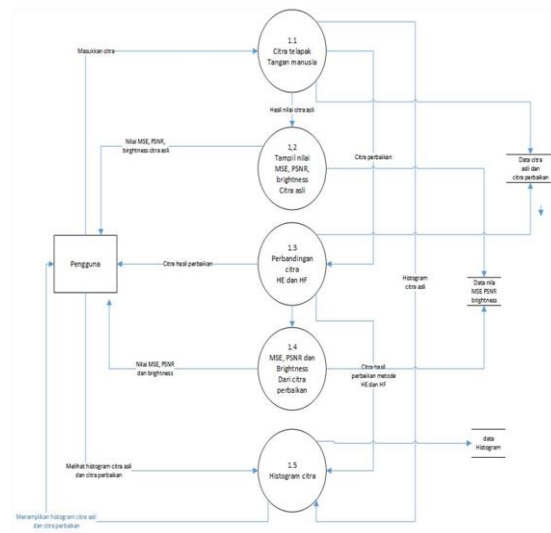 1.1
Citra telapak
Tangan manusia
Masukkan citra
Hasil nilai citra asli
Nilai MSE, PSNR,
birghtness citra asli
1,2
Tampil nilai
MSE, PSNR,
brightness
Citra asli
Citra perbaikan
Data citra
asli dan
citra perbaikan
Pengguna
Citra hasil perbaikan
1.3
Perbandingan
citra
HE dan HF
Histogram
citra asli
Data nila
MSE PSNR
brightness
Nilai MSE, PSNR
dan brightness
1.4
MSE, PSNR dan
Brightness
Dari citra
perbaikan
Citra hasil
perbaikan metode
HE dan HF
data
Histogram
Melihat histogram citra asli
dan citra perbaikan
1.5
Histogram citra
Menampilkan histogram citra asli
dan citra perbaikan